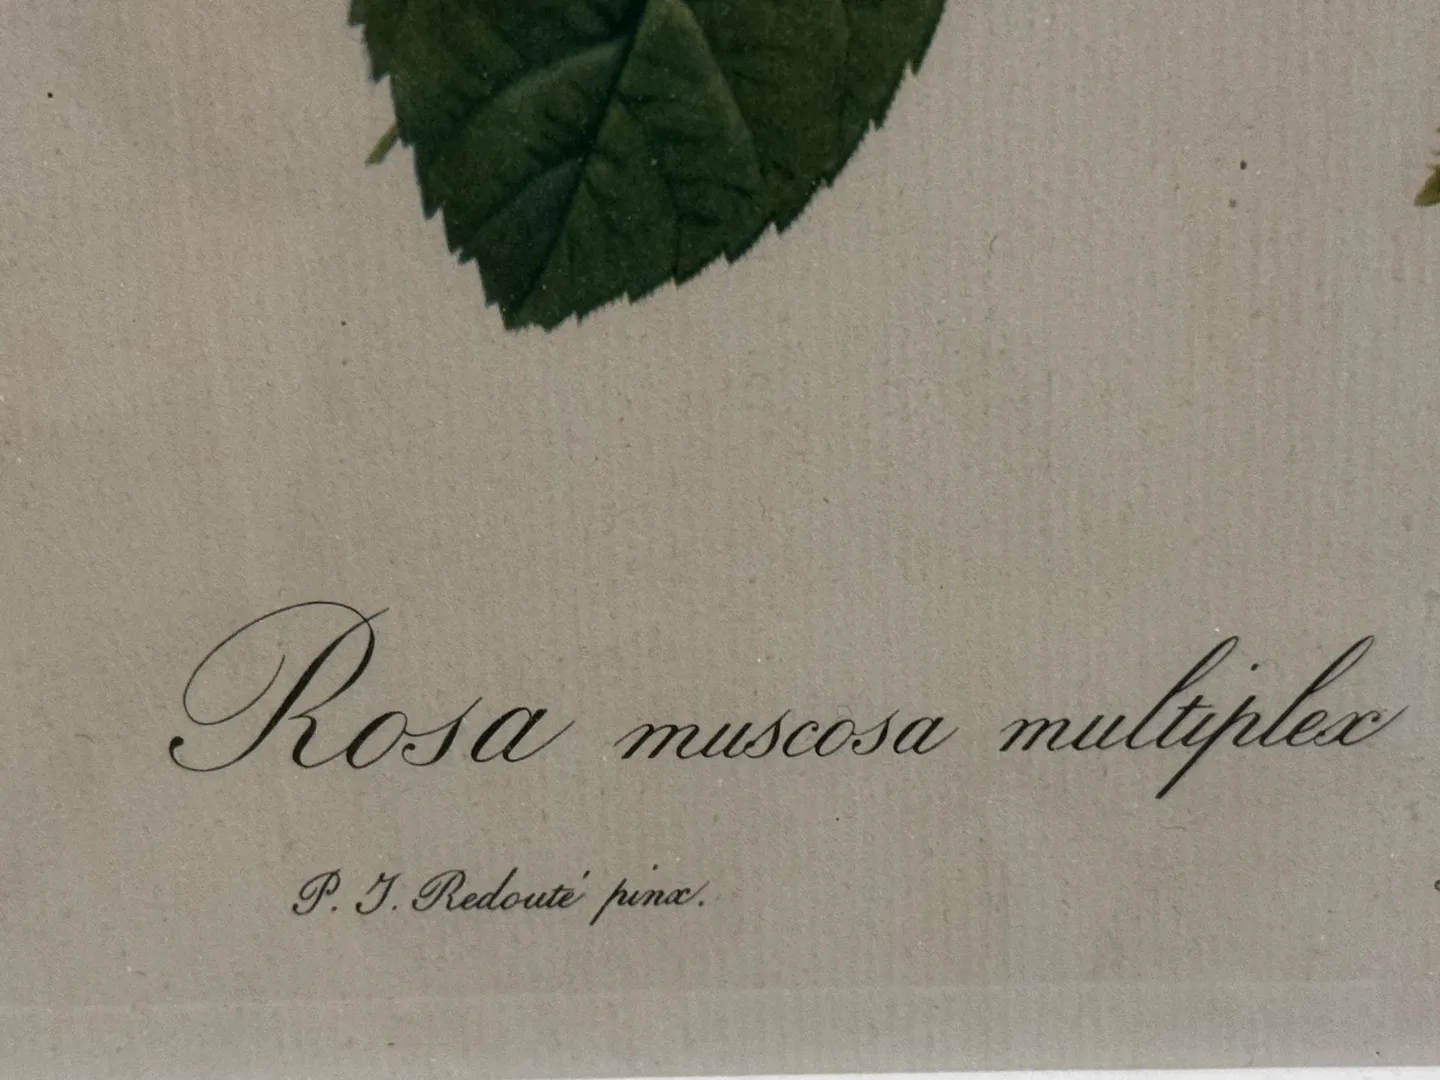 Rosa muscosa multiplex
P. J. Redouté pinx.